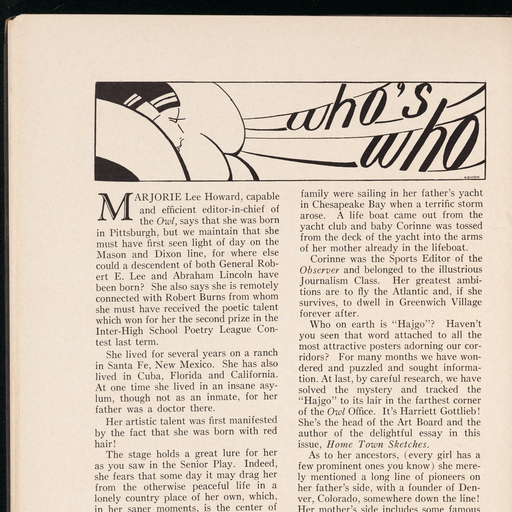 who's
who
MARJORIE Lee Howard, capable
and efficient editor-in-chief of
the Owl, says that she was born
in Pittsburgh, but we maintain that she
must have first seen light of day on the
Mason and Dixon line, for where else
could a descendent of both General Rob-
ert E. Lee and Abraham Lincoln have
been born? She also says she is remotely
connected with Robert Burns from whom
she must have received the poetic talent
which won for her the second prize in the
Inter-High School Poetry League Con-
test last term.
She lived for several years on a ranch
in Santa Fe, New Mexico. She has also
lived in Cuba, Florida and California.
At one time she lived in an insane asy-
lum, though not as an inmate, for her
father was a doctor there.
Her artistic talent was first manifested
by the fact that she was born with red
hair!
The stage holds a great lure for her
as you saw in the Senior Play. Indeed,
she fears that some day it may drag her
from the otherwise peaceful life in a
lonely country place of her own, which,
in her saner moments, is the center of
family were sailing in her father's yacht
in Chesapeake Bay when a terrific storm
arose. A life boat came out from the
yacht club and baby Corinne was tossed
from the deck of the yacht into the arms
of her mother already in the lifeboat.
Corinne was the Sports Editor of the
Observer and belonged to the illustrious
Journalism Class. Her greatest ambi-
tions are to fly the Atlantic and, if she
survives, to dwell in Greenwich Village
forever after.
Who on earth is "Hajgo"? Haven't
you seen that word attached to all the
most attractive posters adorning our cor-
ridors? For many months we have won-
dered and puzzled and sought informa-
tion. At last, by careful research, we have
solved the mystery and tracked the
"Hajgo" to its lair in the farthest corner
of the Owl Office. It's Harriett Gottlieb!
She's the head of the Art Board and the
author of the delightful essay in this
issue, Home Town Sketches.
As to her ancestors, (every girl has a
few prominent ones you know) she mere-
ly mentioned a long line of pioneers on
her father's side, with a founder of Den-
ver, Colorado, somewhere down the line!
Her mother's side includes some famous